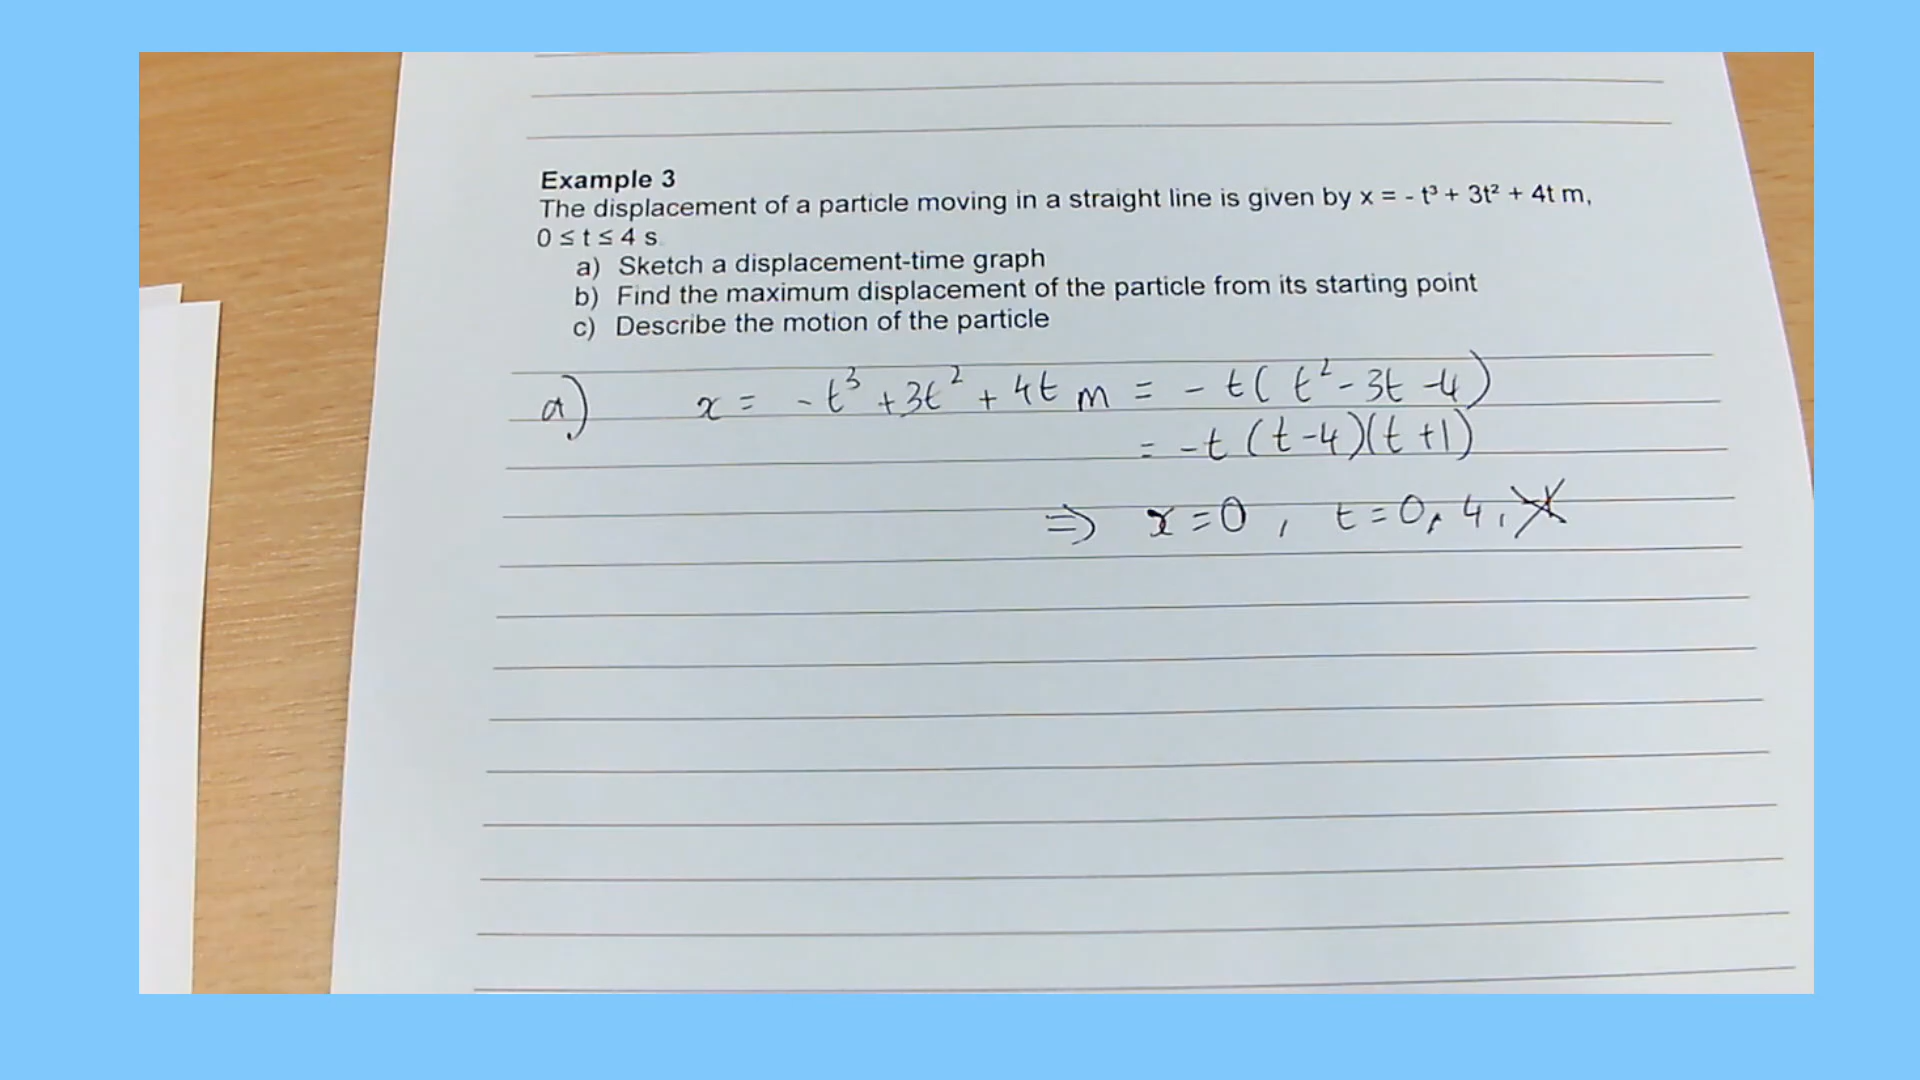 Example 3
The displacement of a particle moving in a straight line is given by x = - t³ + 3t² + 4t m,
0 ≤ t ≤ 4 s
a) Sketch a displacement-time graph
b) Find the maximum displacement of the particle from its starting point
c) Describe the motion of the particle
a) x = - t³ + 3t² + 4t m = - t( t² - 3t - 4)
= - t (t - 4)(t + 1)
⇒ x = 0 , t = 0, 4,